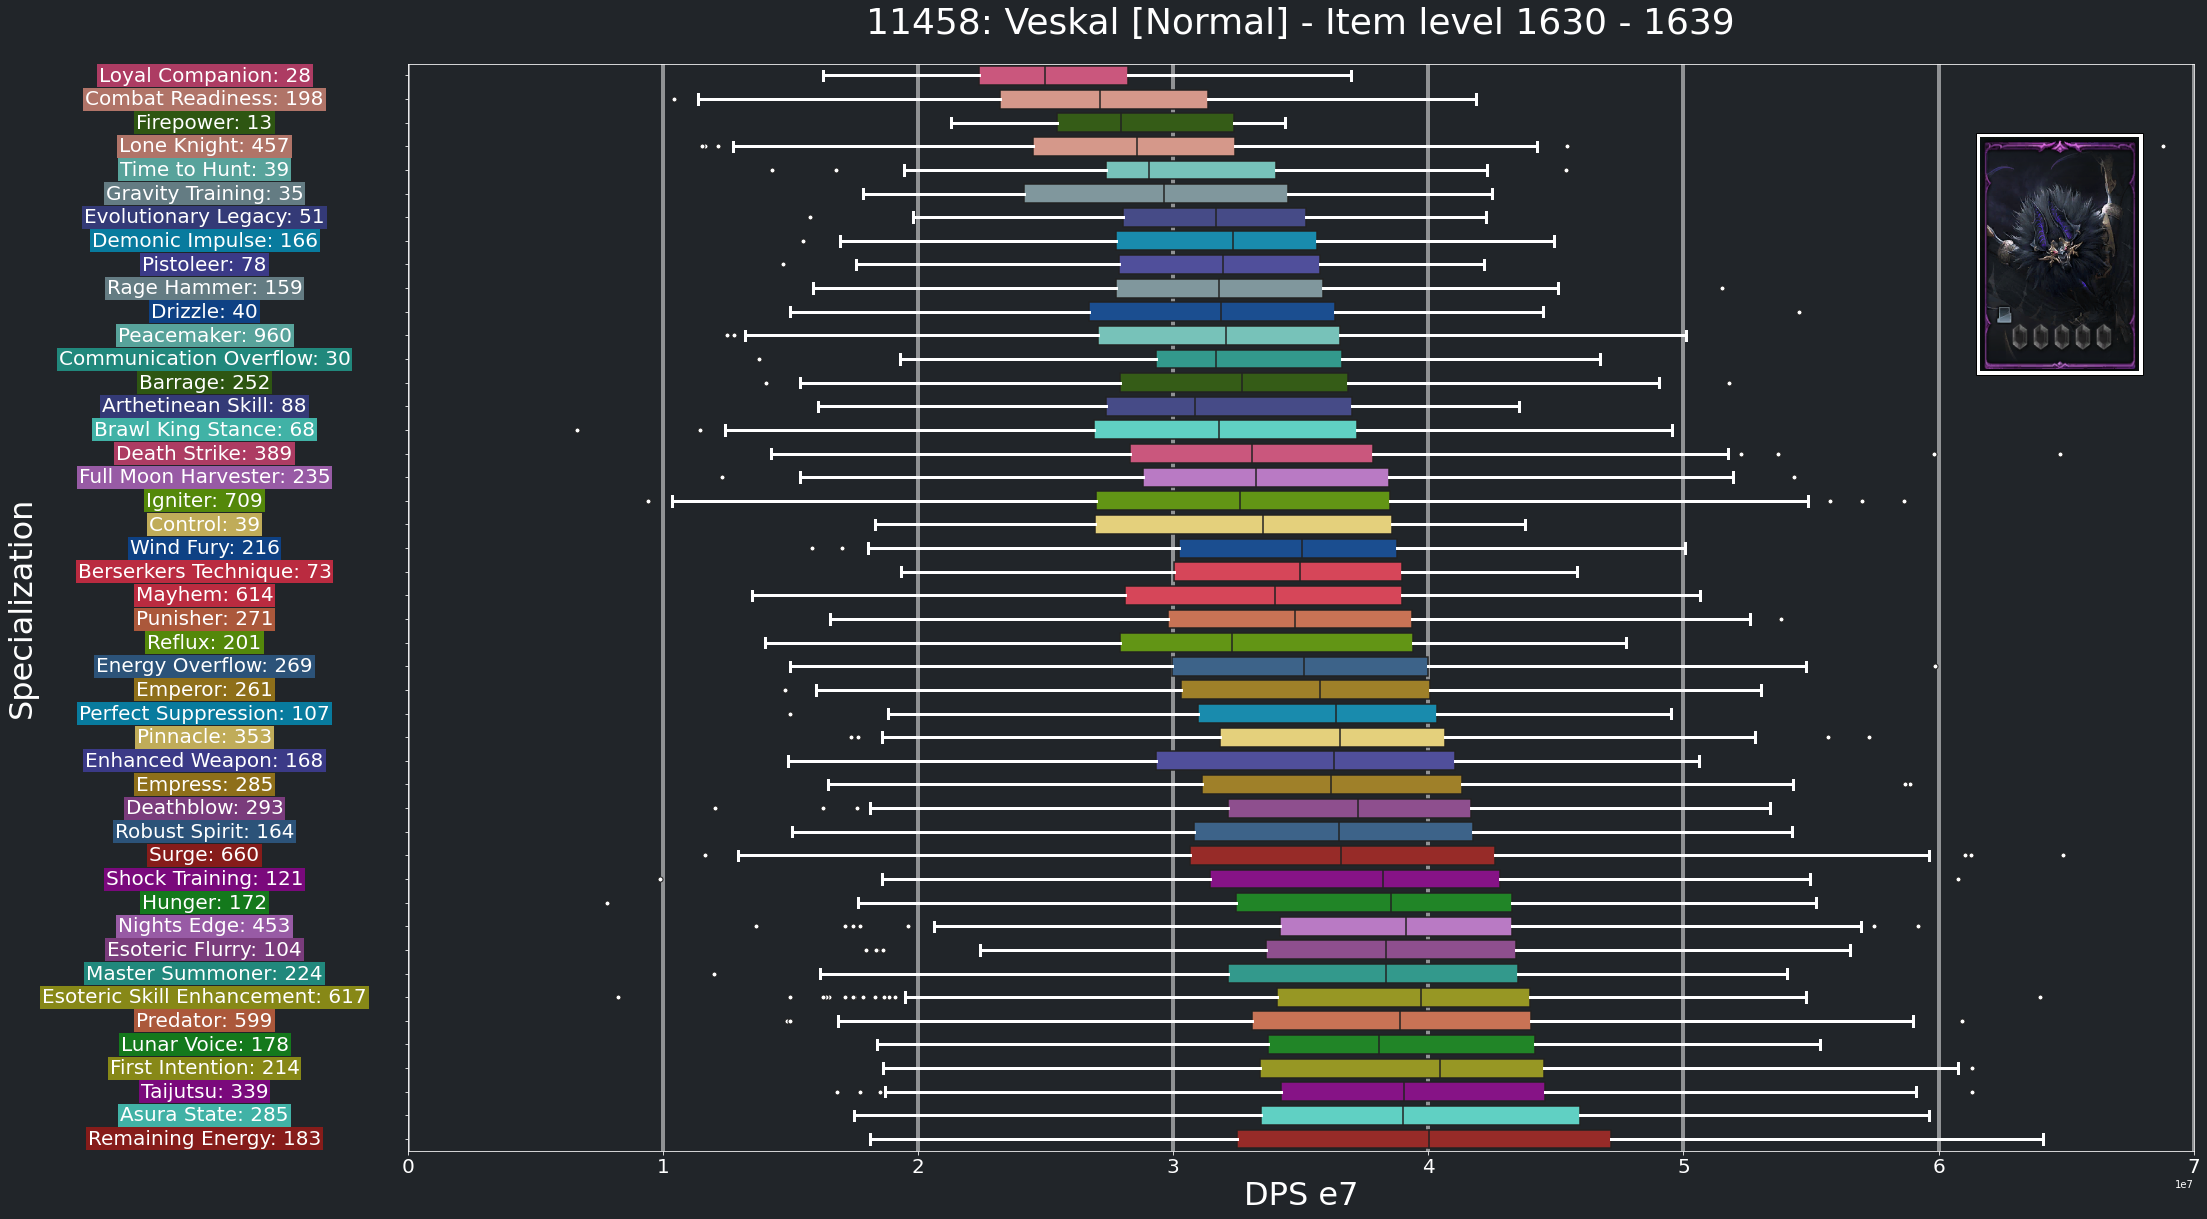 11458: Veskal [Normal] - Item level 1630 - 1639
Loyal Companion: 28
Combat Readiness: 198
Firepower: 13
Lone Knight: 457
Time to Hunt: 39
Gravity Training: 35
Evolutionary Legacy: 51
Demonic Impulse: 166
Pistoleer: 78
Rage Hammer: 159
Drizzle: 40
Peacemaker: 960
Communication Overflow: 30
Barrage: 252
Arthetinean Skill: 88
Brawl King Stance: 68
Death Strike: 389
Full Moon Harvester: 235
Igniter: 709
Control: 39
Wind Fury: 216
Berserkers Technique: 73
Mayhem: 614
Punisher: 271
Reflux: 201
Energy Overflow: 269
Emperor: 261
Perfect Suppression: 107
Pinnacle: 353
Enhanced Weapon: 168
Empress: 285
Deathblow: 293
Robust Spirit: 164
Surge: 660
Shock Training: 121
Hunger: 172
Nights Edge: 453
Esoteric Flurry: 104
Master Summoner: 224
Esoteric Skill Enhancement: 617
Predator: 599
Lunar Voice: 178
First Intention: 214
Taijutsu: 339
Asura State: 285
Remaining Energy: 183
Specialization
0 1 2 3 4 5 6 7
1e7
DPS e7